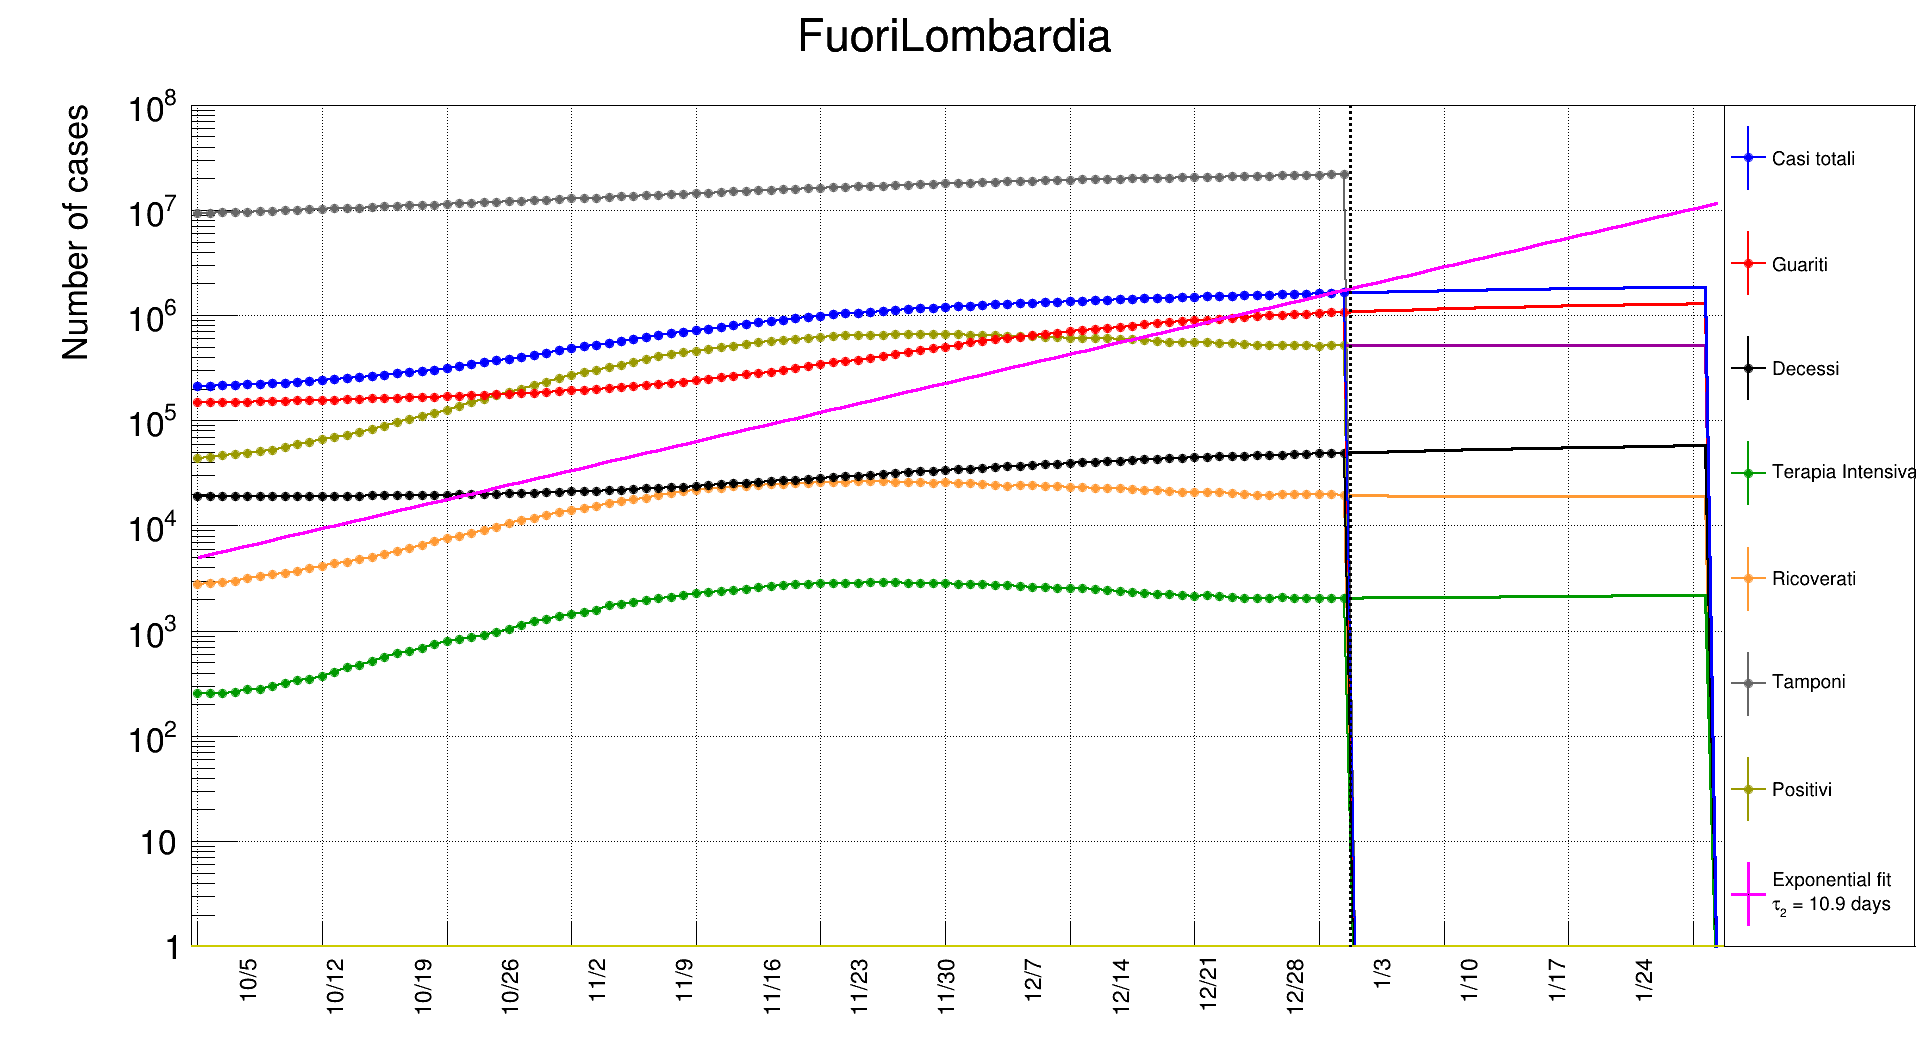 FuoriLombardia
Number of cases
10^8
10^7
10^6
10^5
10^4
10^3
10^2
10
1
10/5
10/12
10/19
10/26
11/2
11/9
11/16
11/23
11/30
12/7
12/14
12/21
12/28
1/3
1/10
1/17
1/24
Casi totali
Guariti
Decessi
Terapia Intensiva
Ricoverati
Tamponi
Positivi
Exponential fit
τ_2 = 10.9 days